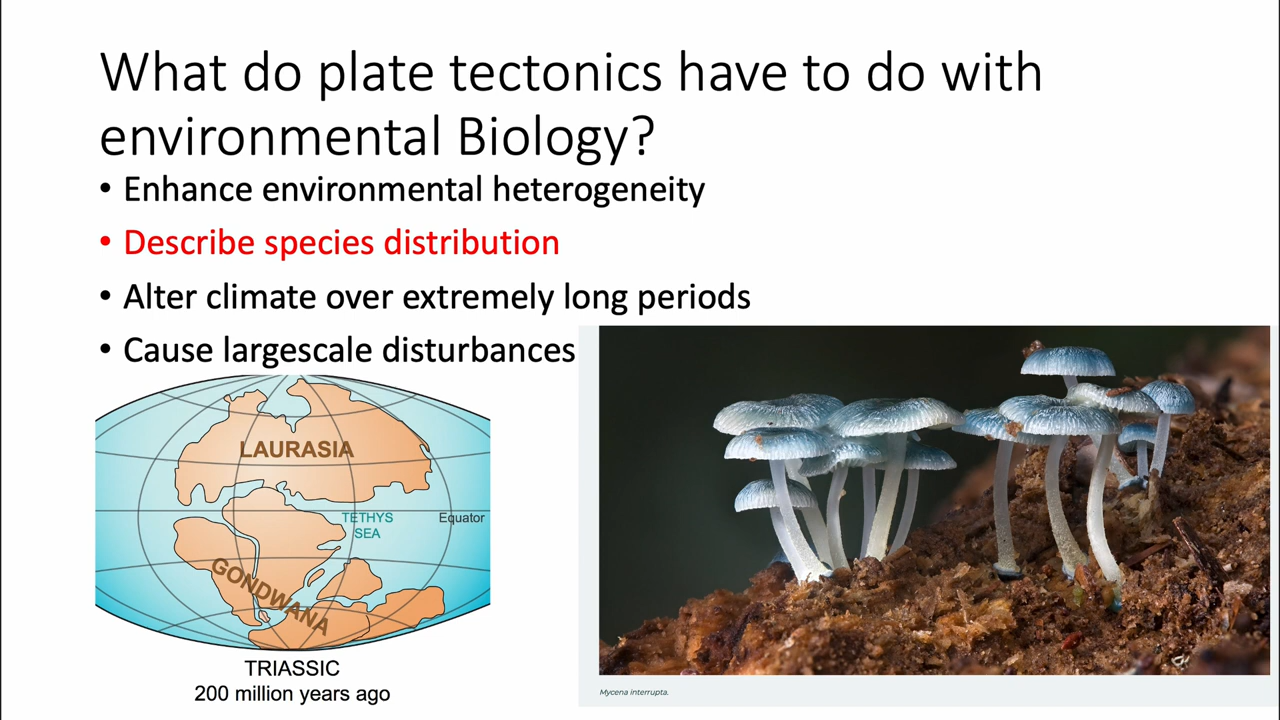 What do plate tectonics have to do with
environmental Biology?
• Enhance environmental heterogeneity
• Describe species distribution
• Alter climate over extremely long periods
• Cause largescale disturbances
LAURASIA
TETHYS
SEA
Equator
GONDWANA
TRIASSIC
200 million years ago
Mycena interrupta.